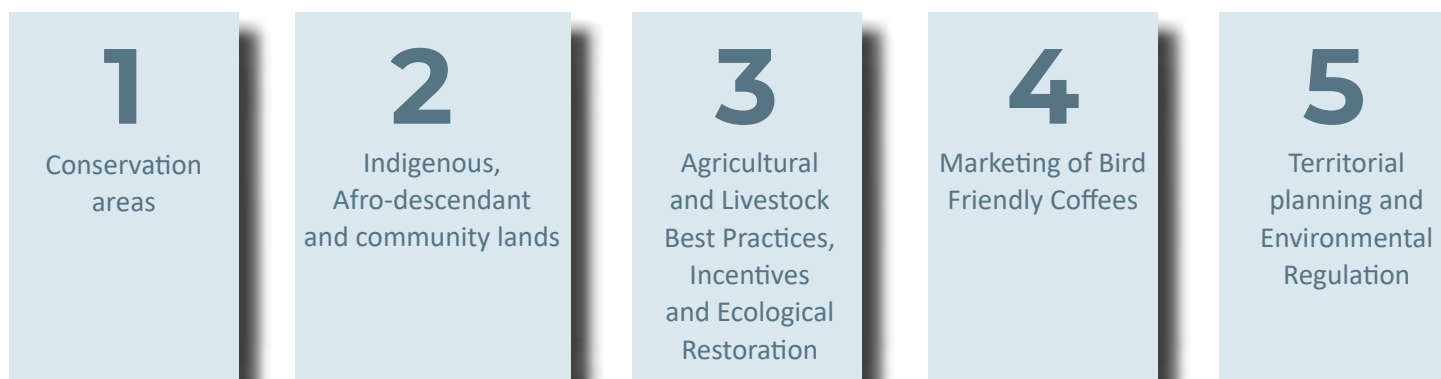 1
Conservation
areas
2
Indigenous,
Afro-descendant
and community lands
3
Agricultural
and Livestock
Best Practices,
Incentives
and Ecological
Restoration
4
Marketing of Bird
Friendly Coffees
5
Territorial
planning and
Environmental
Regulation